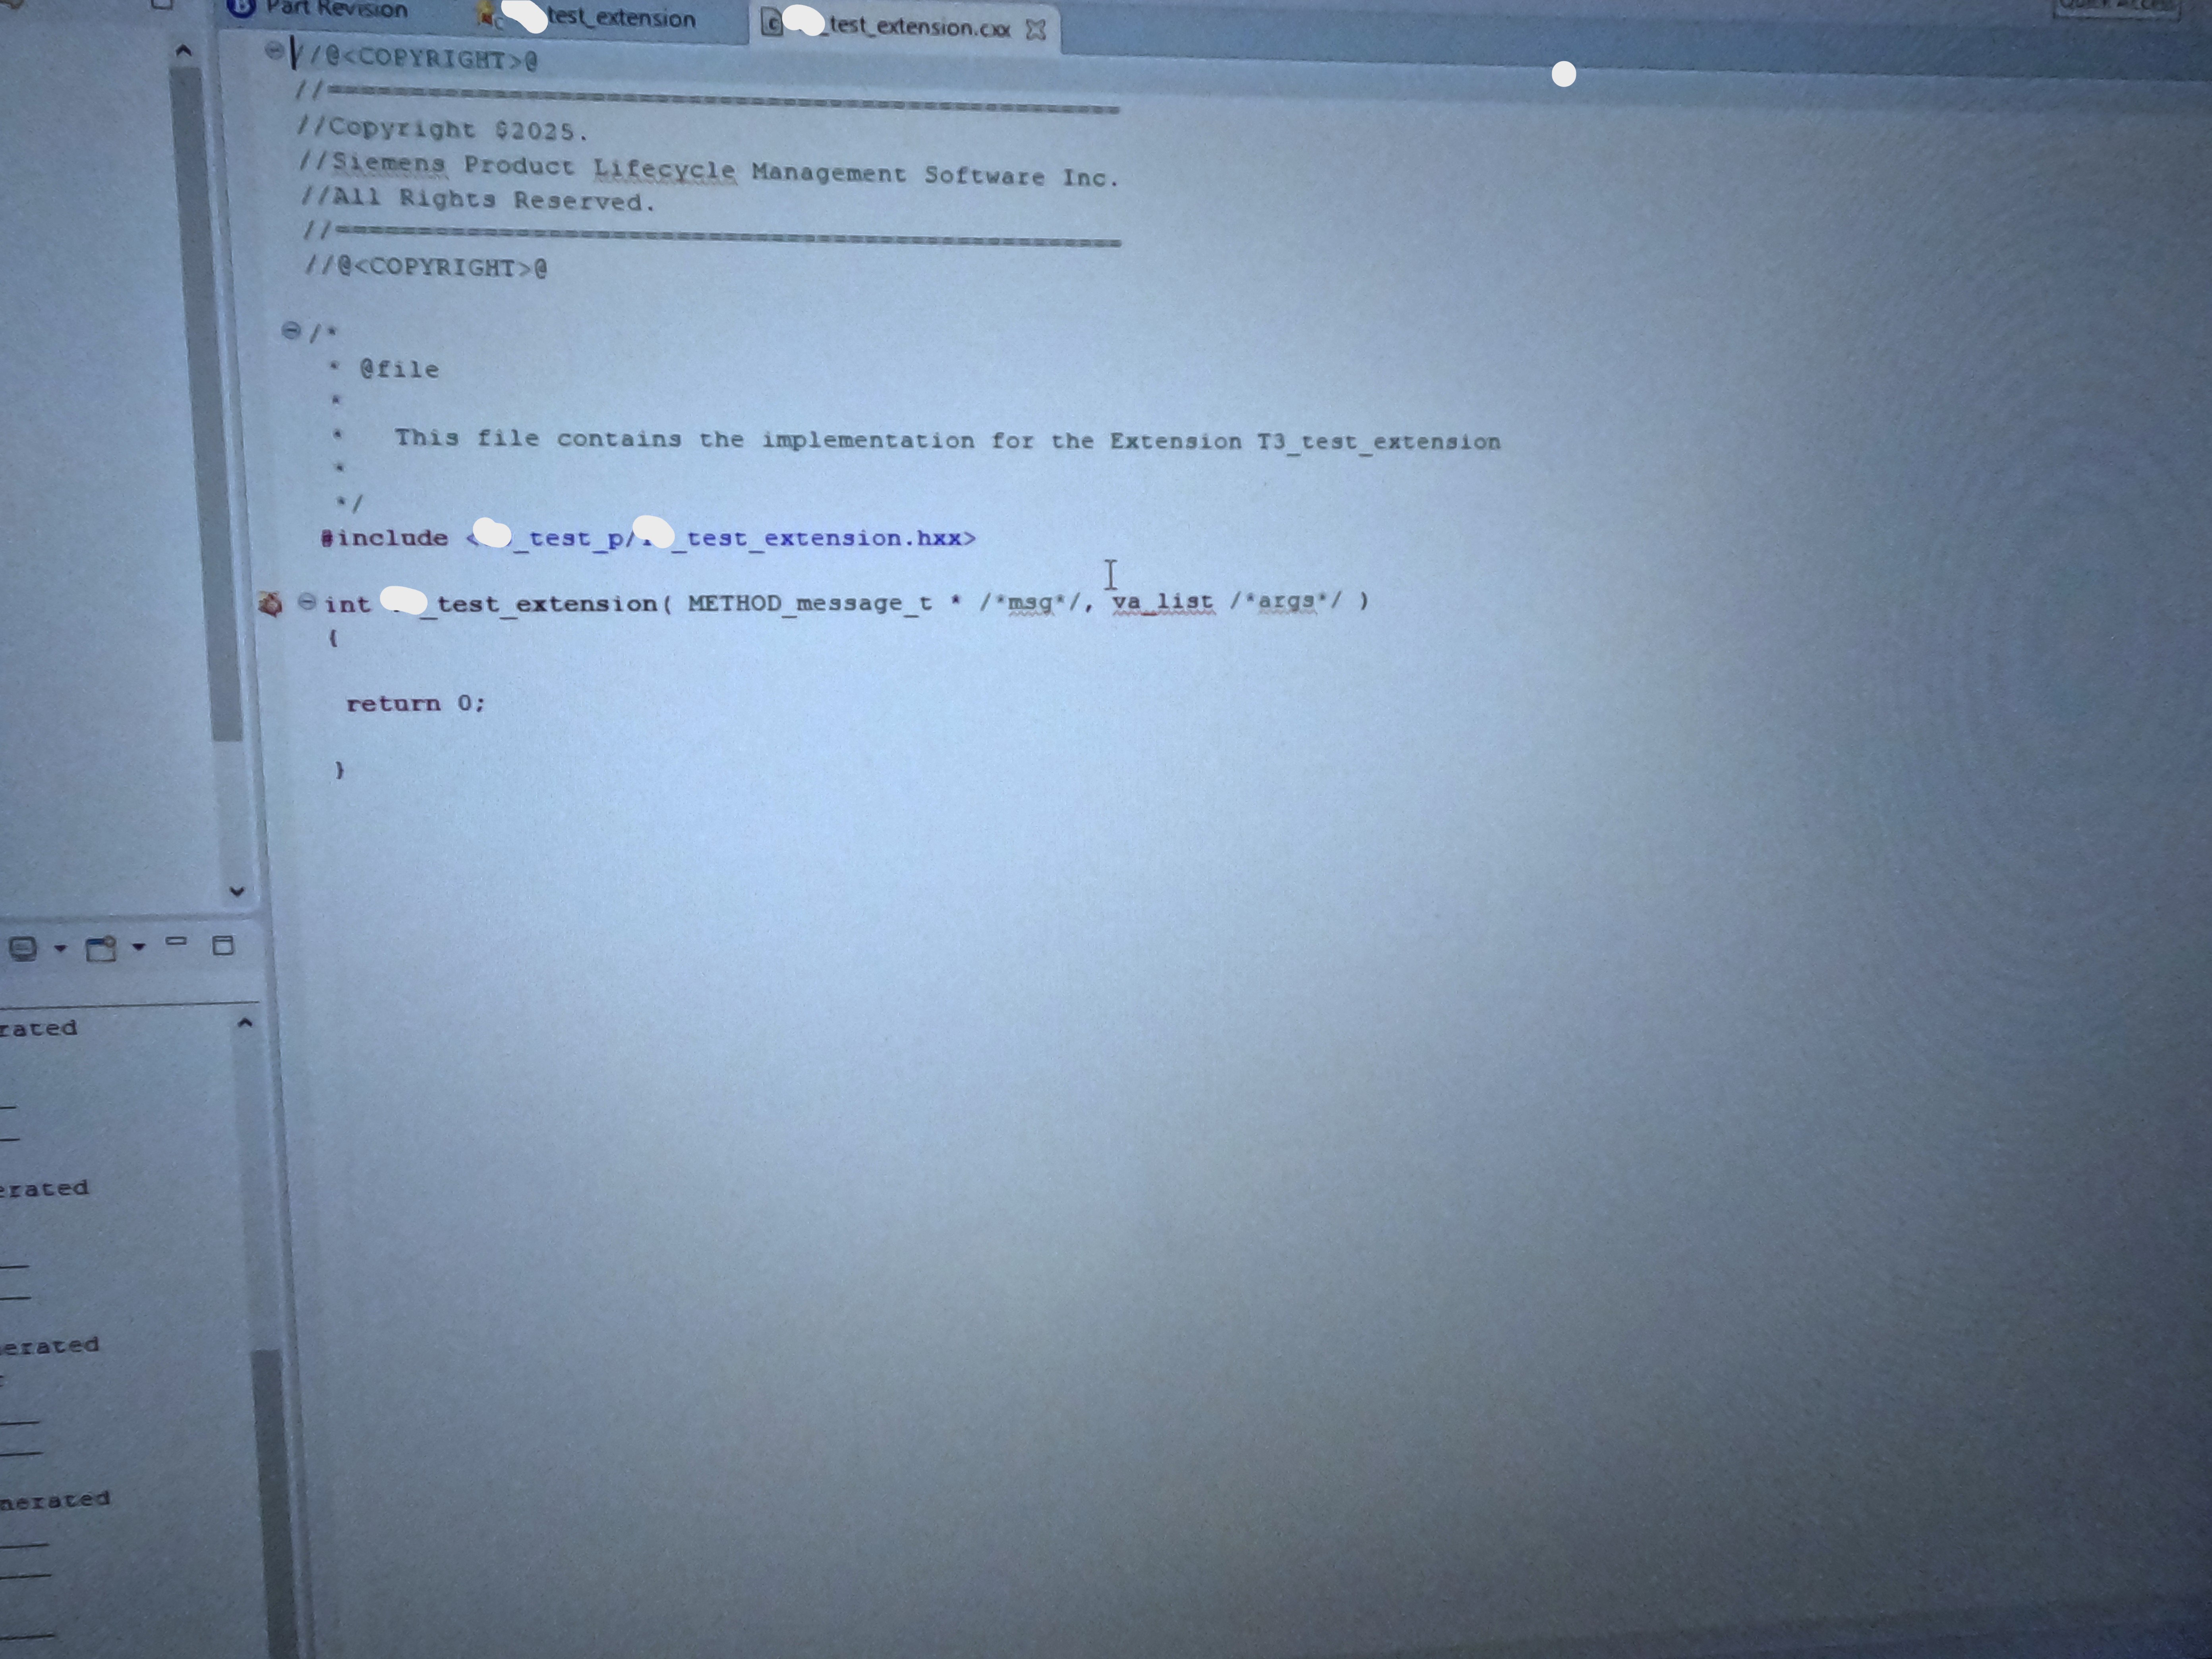 Part Revision
test_extension
_test_extension.cxx
//@<COPYRIGHT>@
//==================================================
//Copyright $2025.
//Siemens Product Lifecycle Management Software Inc.
//All Rights Reserved.
//==================================================
//@<COPYRIGHT>@
/*
* @file
*
* This file contains the implementation for the Extension T3_test_extension
*
*/
#include < _test_p/ _test_extension.hxx>
int _test_extension( METHOD_message_t * /*msg*/, va_list /*args*/ )
{
return 0;
}
rated
erated
erated
nerated